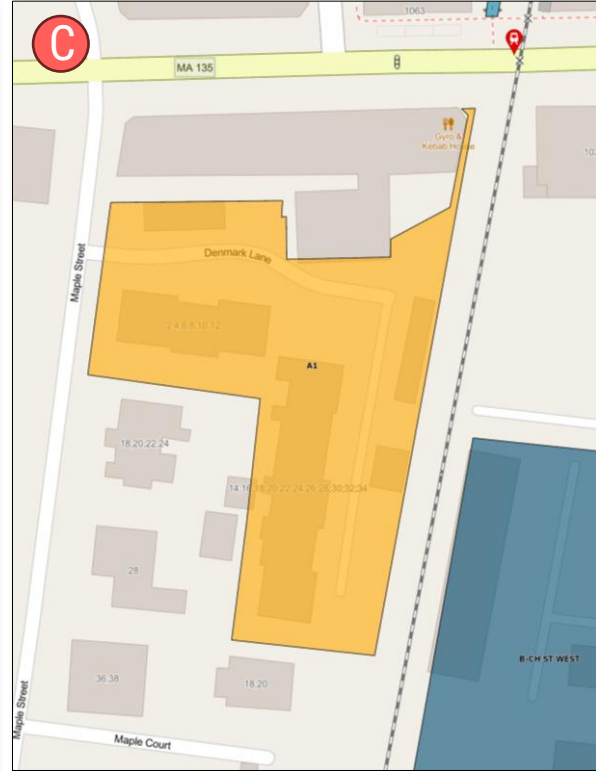 C
1063
MA 135
Gyro &
Kebab House
Maple Street
Denmark Lane
2;4;6;8;10;12
A1
18;20;22;24
14;16;18;20;22;24;26;28;30;32;34
28
B-CH ST WEST
36;38
18;20
Maple Street
Maple Court